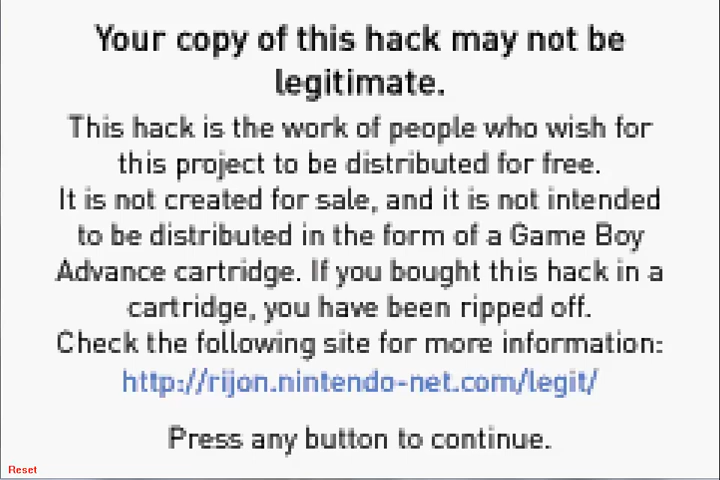 Your copy of this hack may not be
legitimate.
This hack is the work of people who wish for
this project to be distributed for free.
It is not created for sale, and it is not intended
to be distributed in the form of a Game Boy
Advance cartridge. If you bought this hack in a
cartridge, you have been ripped off.
Check the following site for more information:
http://rijon.nintendo-net.com/legit/
Press any button to continue.
Reset